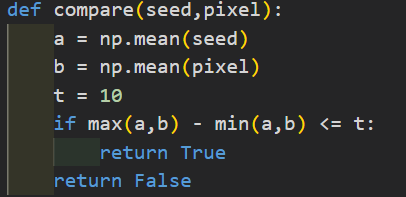 def compare(seed,pixel):
    a = np.mean(seed)
    b = np.mean(pixel)
    t = 10
    if max(a,b) - min(a,b) <= t:
        return True
    return False